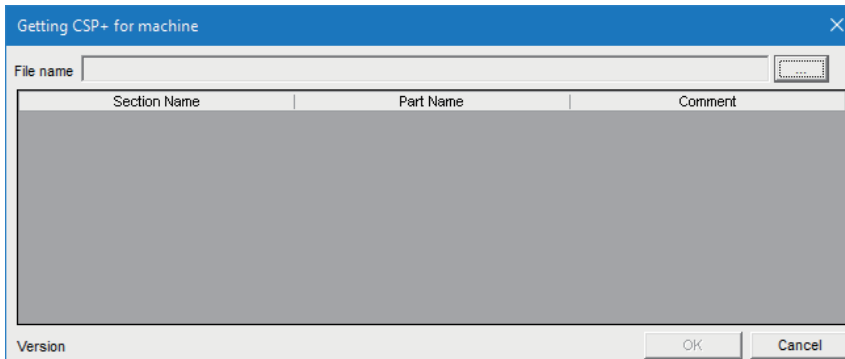 Getting CSP+ for machine
File name ...
Section Name Part Name Comment
Version OK Cancel